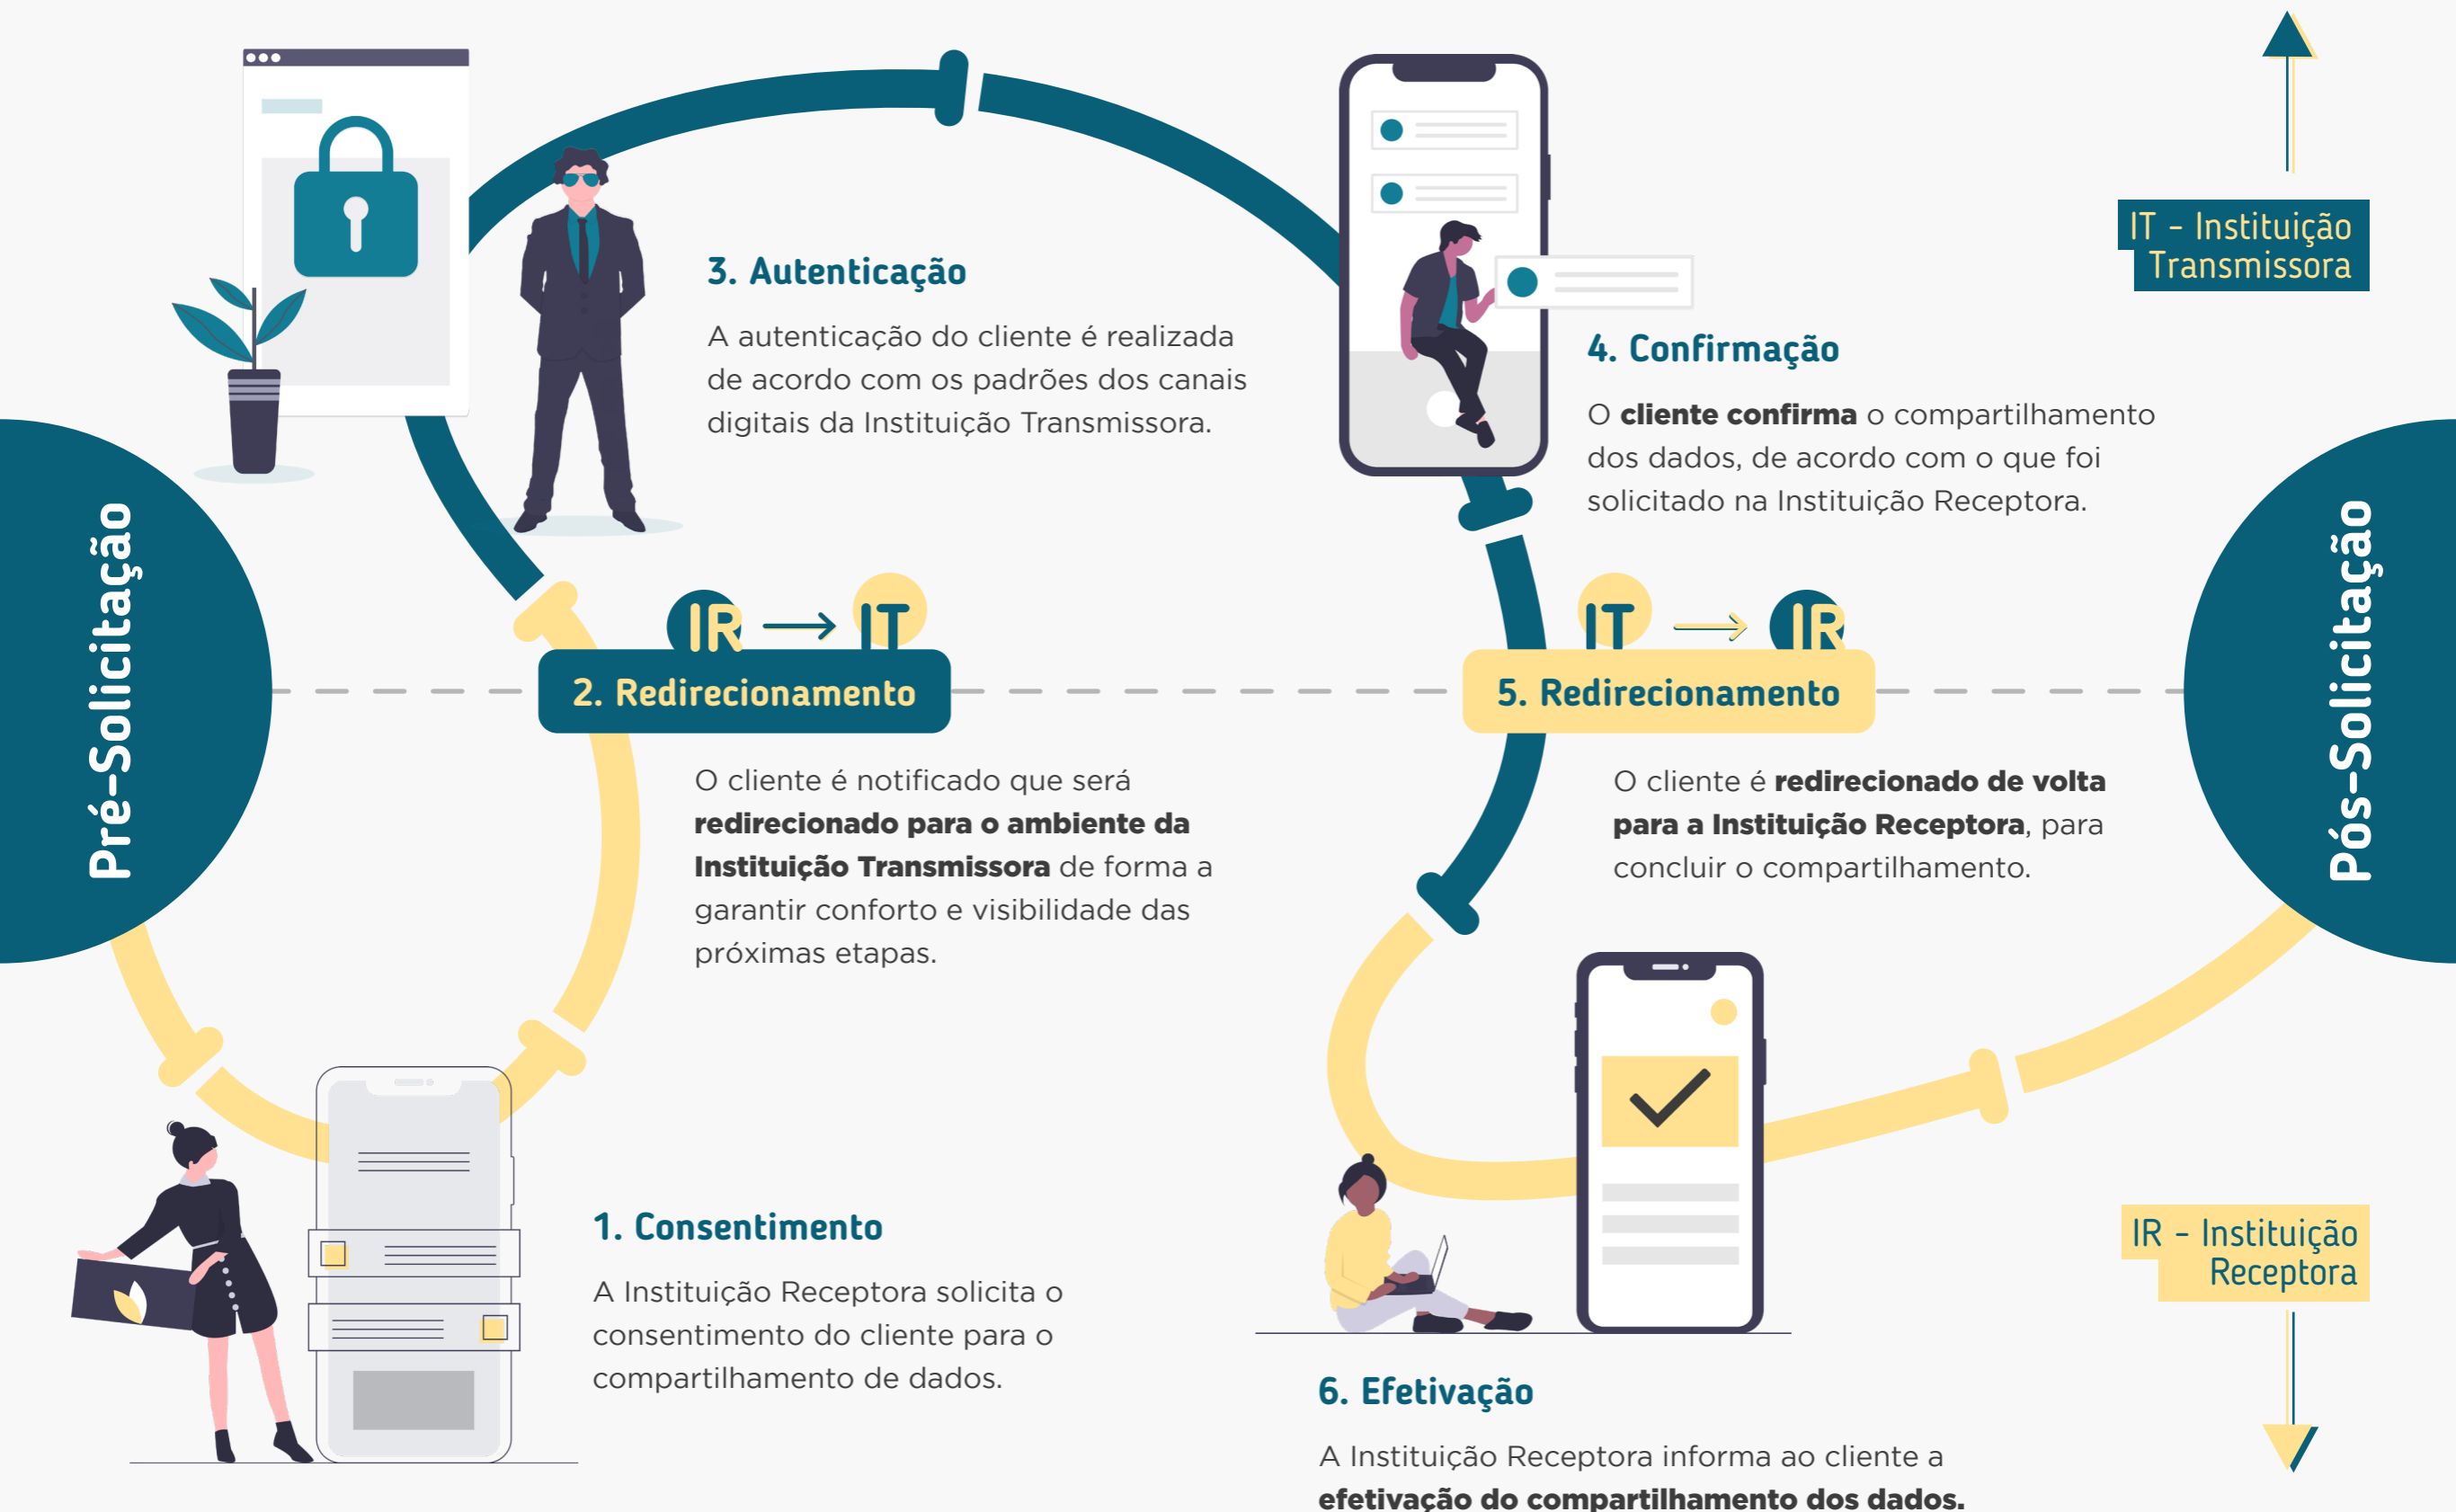 Pré-Solicitação
1. Consentimento
A Instituição Receptora solicita o
consentimento do cliente para o
compartilhamento de dados.
IR → IT
2. Redirecionamento
O cliente é notificado que será
redirecionado para o ambiente da
Instituição Transmissora de forma a
garantir conforto e visibilidade das
próximas etapas.
3. Autenticação
A autenticação do cliente é realizada
de acordo com os padrões dos canais
digitais da Instituição Transmissora.
4. Confirmação
O cliente confirma o compartilhamento
dos dados, de acordo com o que foi
solicitado na Instituição Receptora.
IT → IR
5. Redirecionamento
O cliente é redirecionado de volta
para a Instituição Receptora, para
concluir o compartilhamento.
6. Efetivação
A Instituição Receptora informa ao cliente a
efetivação do compartilhamento dos dados.
Pós-Solicitação
IT - Instituição
Transmissora
IR - Instituição
Receptora